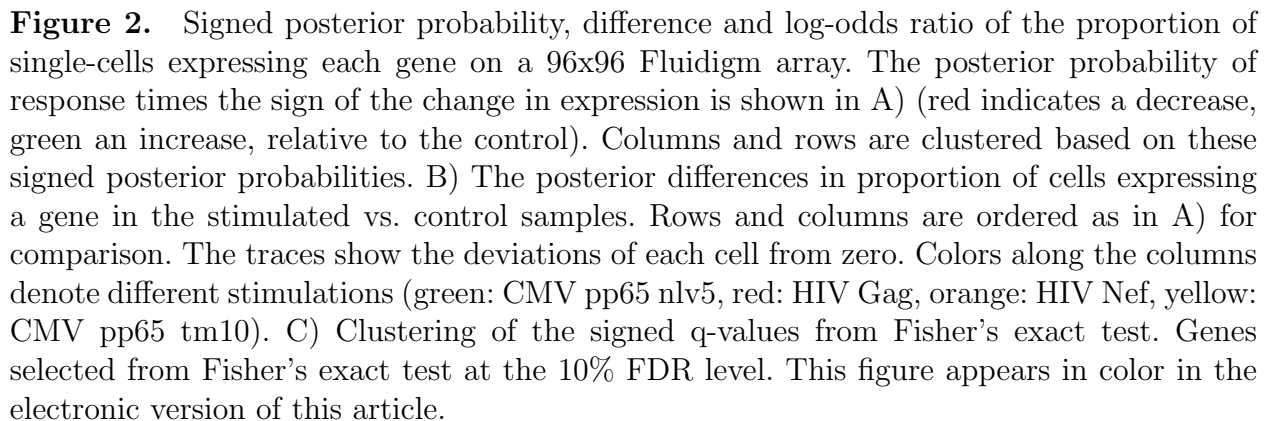 Figure 2. Signed posterior probability, difference and log-odds ratio of the proportion of
single-cells expressing each gene on a 96x96 Fluidigm array. The posterior probability of
response times the sign of the change in expression is shown in A) (red indicates a decrease,
green an increase, relative to the control). Columns and rows are clustered based on these
signed posterior probabilities. B) The posterior differences in proportion of cells expressing
a gene in the stimulated vs. control samples. Rows and columns are ordered as in A) for
comparison. The traces show the deviations of each cell from zero. Colors along the columns
denote different stimulations (green: CMV pp65 nlv5, red: HIV Gag, orange: HIV Nef, yellow:
CMV pp65 tm10). C) Clustering of the signed q-values from Fisher's exact test. Genes
selected from Fisher's exact test at the 10% FDR level. This figure appears in color in the
electronic version of this article.